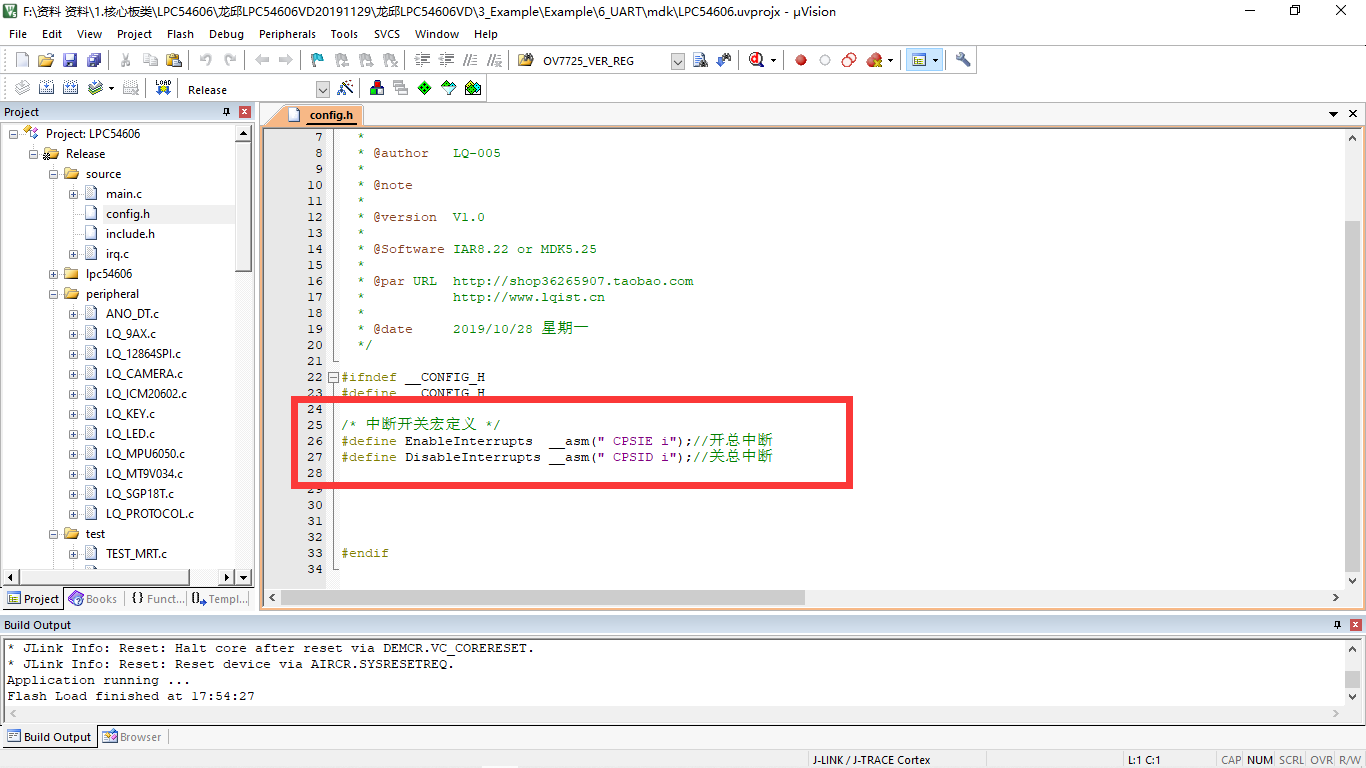 F:\资料 资料\1.核心板类\LPC54606\龙邱LPC54606VD20191129\龙邱LPC54606VD\3_Example\Example\6_UART\mdk\LPC54606.uvprojx - µVision
File Edit View Project Flash Debug Peripherals Tools SVCS Window Help
OV7725_VER_REG
LOAD Release
Project
config.h
Project: LPC54606
Release
source
main.c
config.h
include.h
irq.c
lpc54606
peripheral
ANO_DT.c
LQ_9AX.c
LQ_12864SPI.c
LQ_CAMERA.c
LQ_ICM20602.c
LQ_KEY.c
LQ_LED.c
LQ_MPU6050.c
LQ_MT9V034.c
LQ_SGP18T.c
LQ_PROTOCOL.c
test
TEST_MRT.c
Project Books {} Funct... {} Templ...
7 *
8 * @author LQ-005
9 *
10 * @note
11 *
12 * @version V1.0
13 *
14 * @Software IAR8.22 or MDK5.25
15 *
16 * @par URL http://shop36265907.taobao.com
17 * http://www.lqist.cn
18 *
19 * @date 2019/10/28 星期一
20 */
21
22 #ifndef __CONFIG_H
23 #define __CONFIG_H
24
25 /* 中断开关宏定义 */
26 #define EnableInterrupts __asm(" CPSIE i");//开总中断
27 #define DisableInterrupts __asm(" CPSID i");//关总中断
28
29
30
31
32
33 #endif
34
Build Output
* JLink Info: Reset: Halt core after reset via DEMCR.VC_CORERESET.
* JLink Info: Reset: Reset device via AIRCR.SYSRESETREQ.
Application running ...
Flash Load finished at 17:54:27
Build Output Browser
J-LINK / J-TRACE Cortex L:1 C:1 CAP NUM SCRL OVR R/W